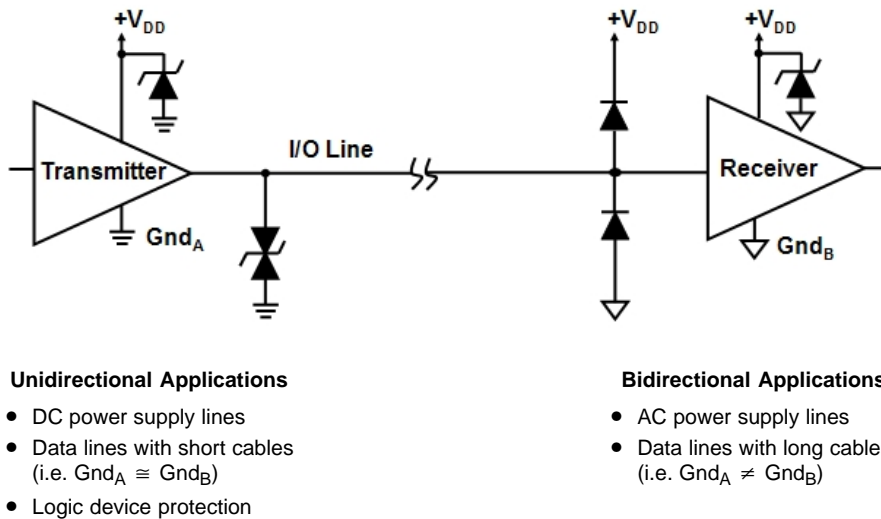 +VDD
+VDD
+VDD
Transmitter
I/O Line
Receiver
GndA
GndB
Unidirectional Applications
• DC power supply lines
• Data lines with short cables
(i.e. GndA ≅ GndB)
• Logic device protection
Bidirectional Applications
• AC power supply lines
• Data lines with long cable
(i.e. GndA ≠ GndB)